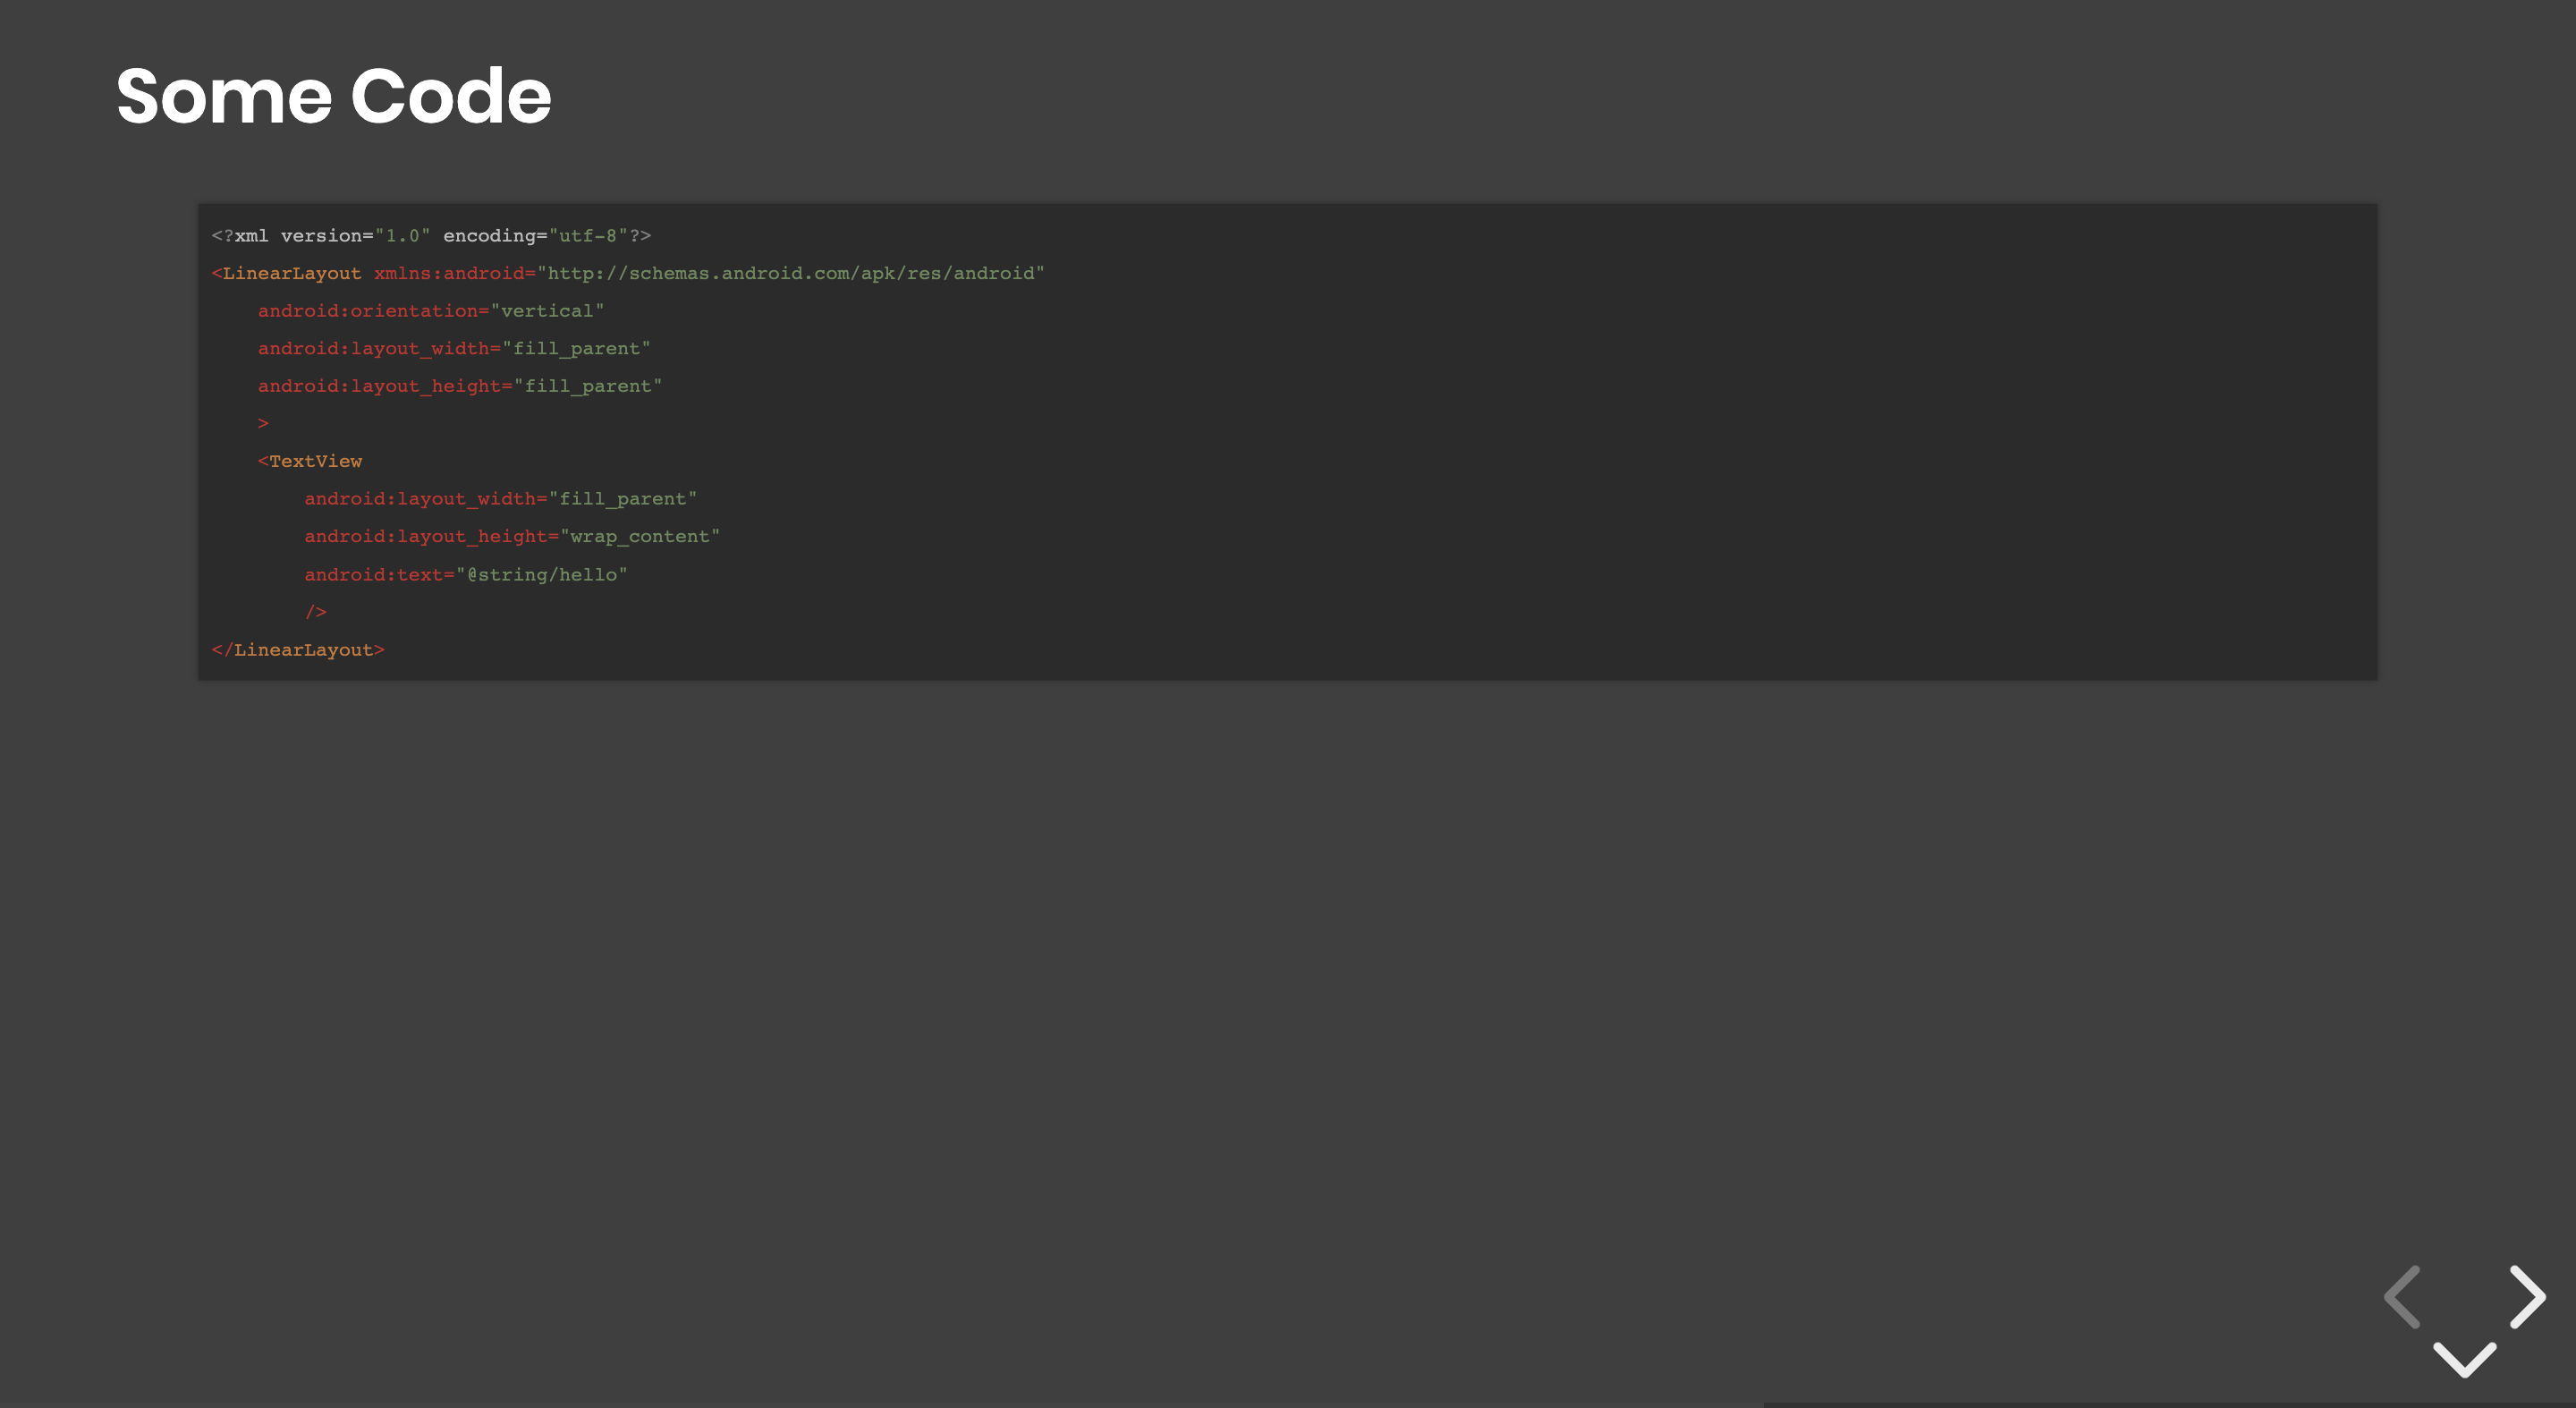 Some Code
<?xml version="1.0" encoding="utf-8"?>
<LinearLayout xmlns:android="http://schemas.android.com/apk/res/android"
    android:orientation="vertical"
    android:layout_width="fill_parent"
    android:layout_height="fill_parent"
    >
    <TextView
        android:layout_width="fill_parent"
        android:layout_height="wrap_content"
        android:text="@string/hello"
        />
</LinearLayout>